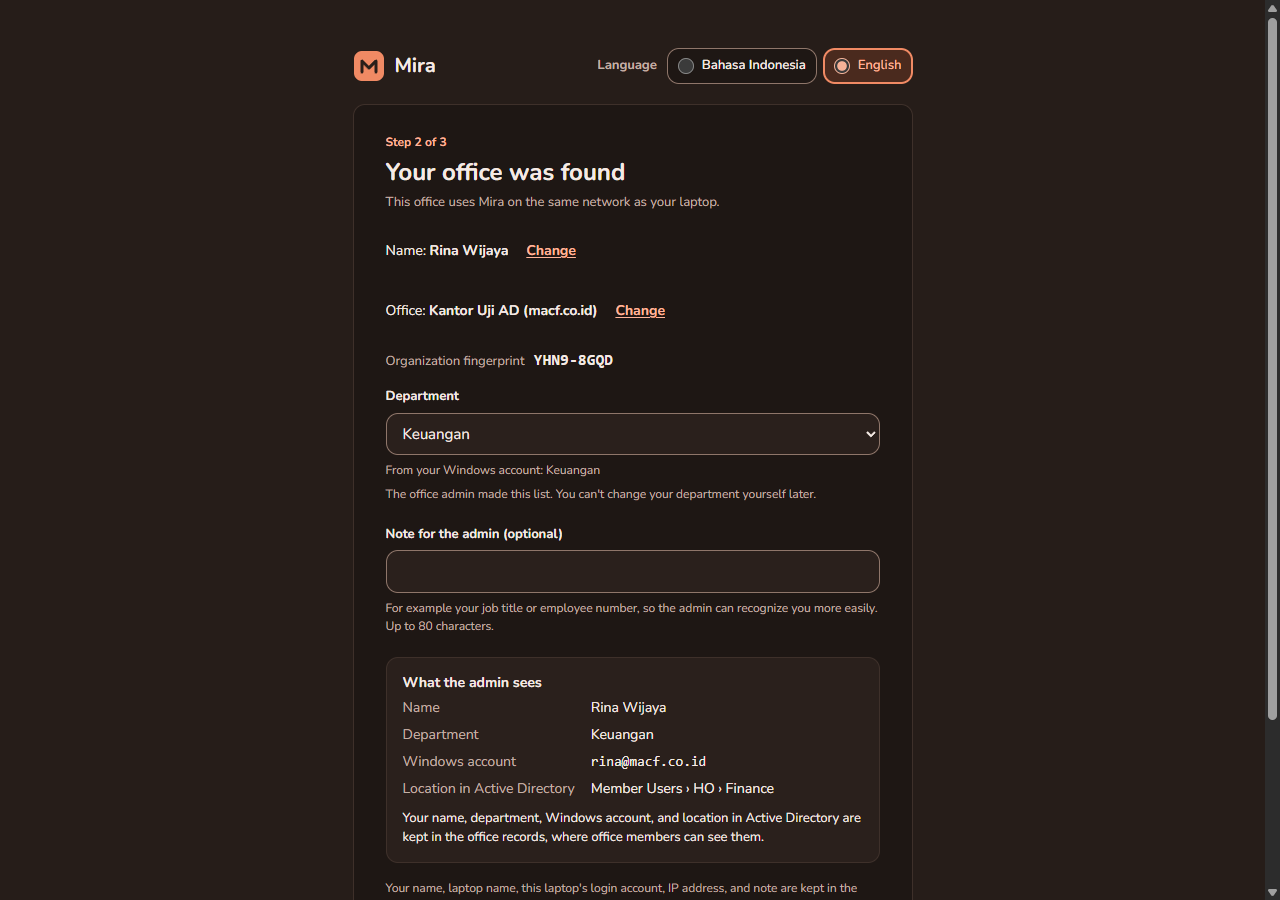 Mira
Language
Bahasa Indonesia
English
Step 2 of 3
Your office was found
This office uses Mira on the same network as your laptop.
Name: Rina Wijaya Change
Office: Kantor Uji AD (macf.co.id) Change
Organization fingerprint YHN9-8GQD
Department
Keuangan
From your Windows account: Keuangan
The office admin made this list. You can't change your department yourself later.
Note for the admin (optional)
For example your job title or employee number, so the admin can recognize you more easily.
Up to 80 characters.
What the admin sees
Name Rina Wijaya
Department Keuangan
Windows account rina@macf.co.id
Location in Active Directory Member Users › HO › Finance
Your name, department, Windows account, and location in Active Directory are
kept in the office records, where office members can see them.
Your name, laptop name, this laptop's login account, IP address, and note are kept in the